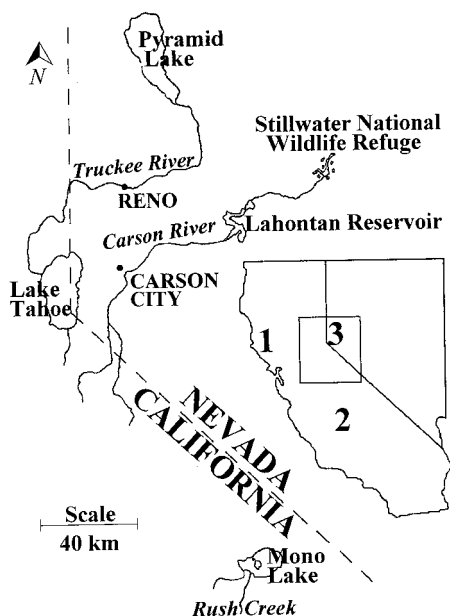 Pyramid
Lake
N
Stillwater National
Wildlife Refuge
Truckee River
RENO
Carson River
Lahontan Reservoir
Lake
Tahoe
CARSON
CITY
1
3
2
NEVADA
CALIFORNIA
Scale
40 km
Mono
Lake
Rush Creek